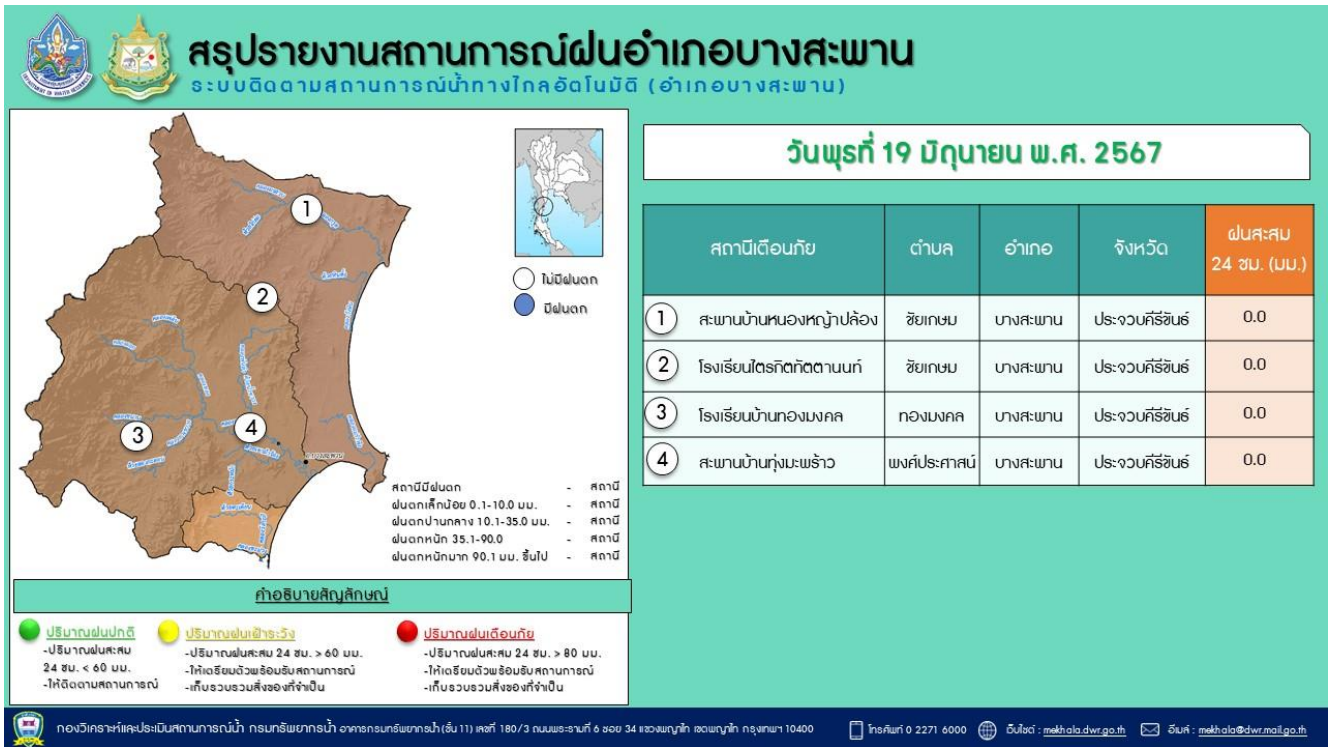 สรุปรายงานสถานการณ์ฝนอำเภอบางสะพาน
ระบบติดตามสถานการณ์น้ำทางไกลอัตโนมัติ (อำเภอบางสะพาน)
วันพุธที่ 19 มิถุนายน พ.ศ. 2567
1
2
3
4
ไม่มีฝนตก
มีฝนตก
สถานีมีฝนตก - สถานี
ฝนตกเล็กน้อย 0.1-10.0 มม. - สถานี
ฝนตกปานกลาง 10.1-35.0 มม. - สถานี
ฝนตกหนัก 35.1-90.0 - สถานี
ฝนตกหนักมาก 90.1 มม. ขึ้นไป - สถานี
สถานีเตือนภัย ตำบล อำเภอ จังหวัด ฝนสะสม
24 ชม. (มม.)
1 สะพานบ้านหนองหญ้าปล้อง ชัยเกษม บางสะพาน ประจวบคีรีขันธ์ 0.0
2 โรงเรียนไตรกิตทัตตานนท์ ชัยเกษม บางสะพาน ประจวบคีรีขันธ์ 0.0
3 โรงเรียนบ้านทองมงคล ทองมงคล บางสะพาน ประจวบคีรีขันธ์ 0.0
4 สะพานบ้านทุ่งมะพร้าว พงศ์ประศาสน์ บางสะพาน ประจวบคีรีขันธ์ 0.0
คำอธิบายสัญลักษณ์
ปริมาณฝนปกติ
-ปริมาณฝนสะสม
24 ชม. < 60 มม.
-ให้ติดตามสถานการณ์
ปริมาณฝนเฝ้าระวัง
-ปริมาณฝนสะสม 24 ชม. > 60 มม.
-ให้เตรียมตัวพร้อมรับสถานการณ์
-เก็บรวบรวมสิ่งของที่จำเป็น
ปริมาณฝนเตือนภัย
-ปริมาณฝนสะสม 24 ชม. > 80 มม.
-ให้เตรียมตัวพร้อมรับสถานการณ์
-เก็บรวบรวมสิ่งของที่จำเป็น
กองวิเคราะห์และประเมินสถานการณ์น้ำ กรมทรัพยากรน้ำ อาคารกรมทรัพยากรน้ำ (ชั้น 11) เลขที่ 180/3 ถนนพระรามที่ 6 ซอย 34 แขวงพญาไท เขตพญาไท กรุงเทพฯ 10400 โทรศัพท์ 0 2271 6000 เว็บไซต์ : mekhala.dwr.go.th อีเมล์ : mekhala@dwr.mail.go.th